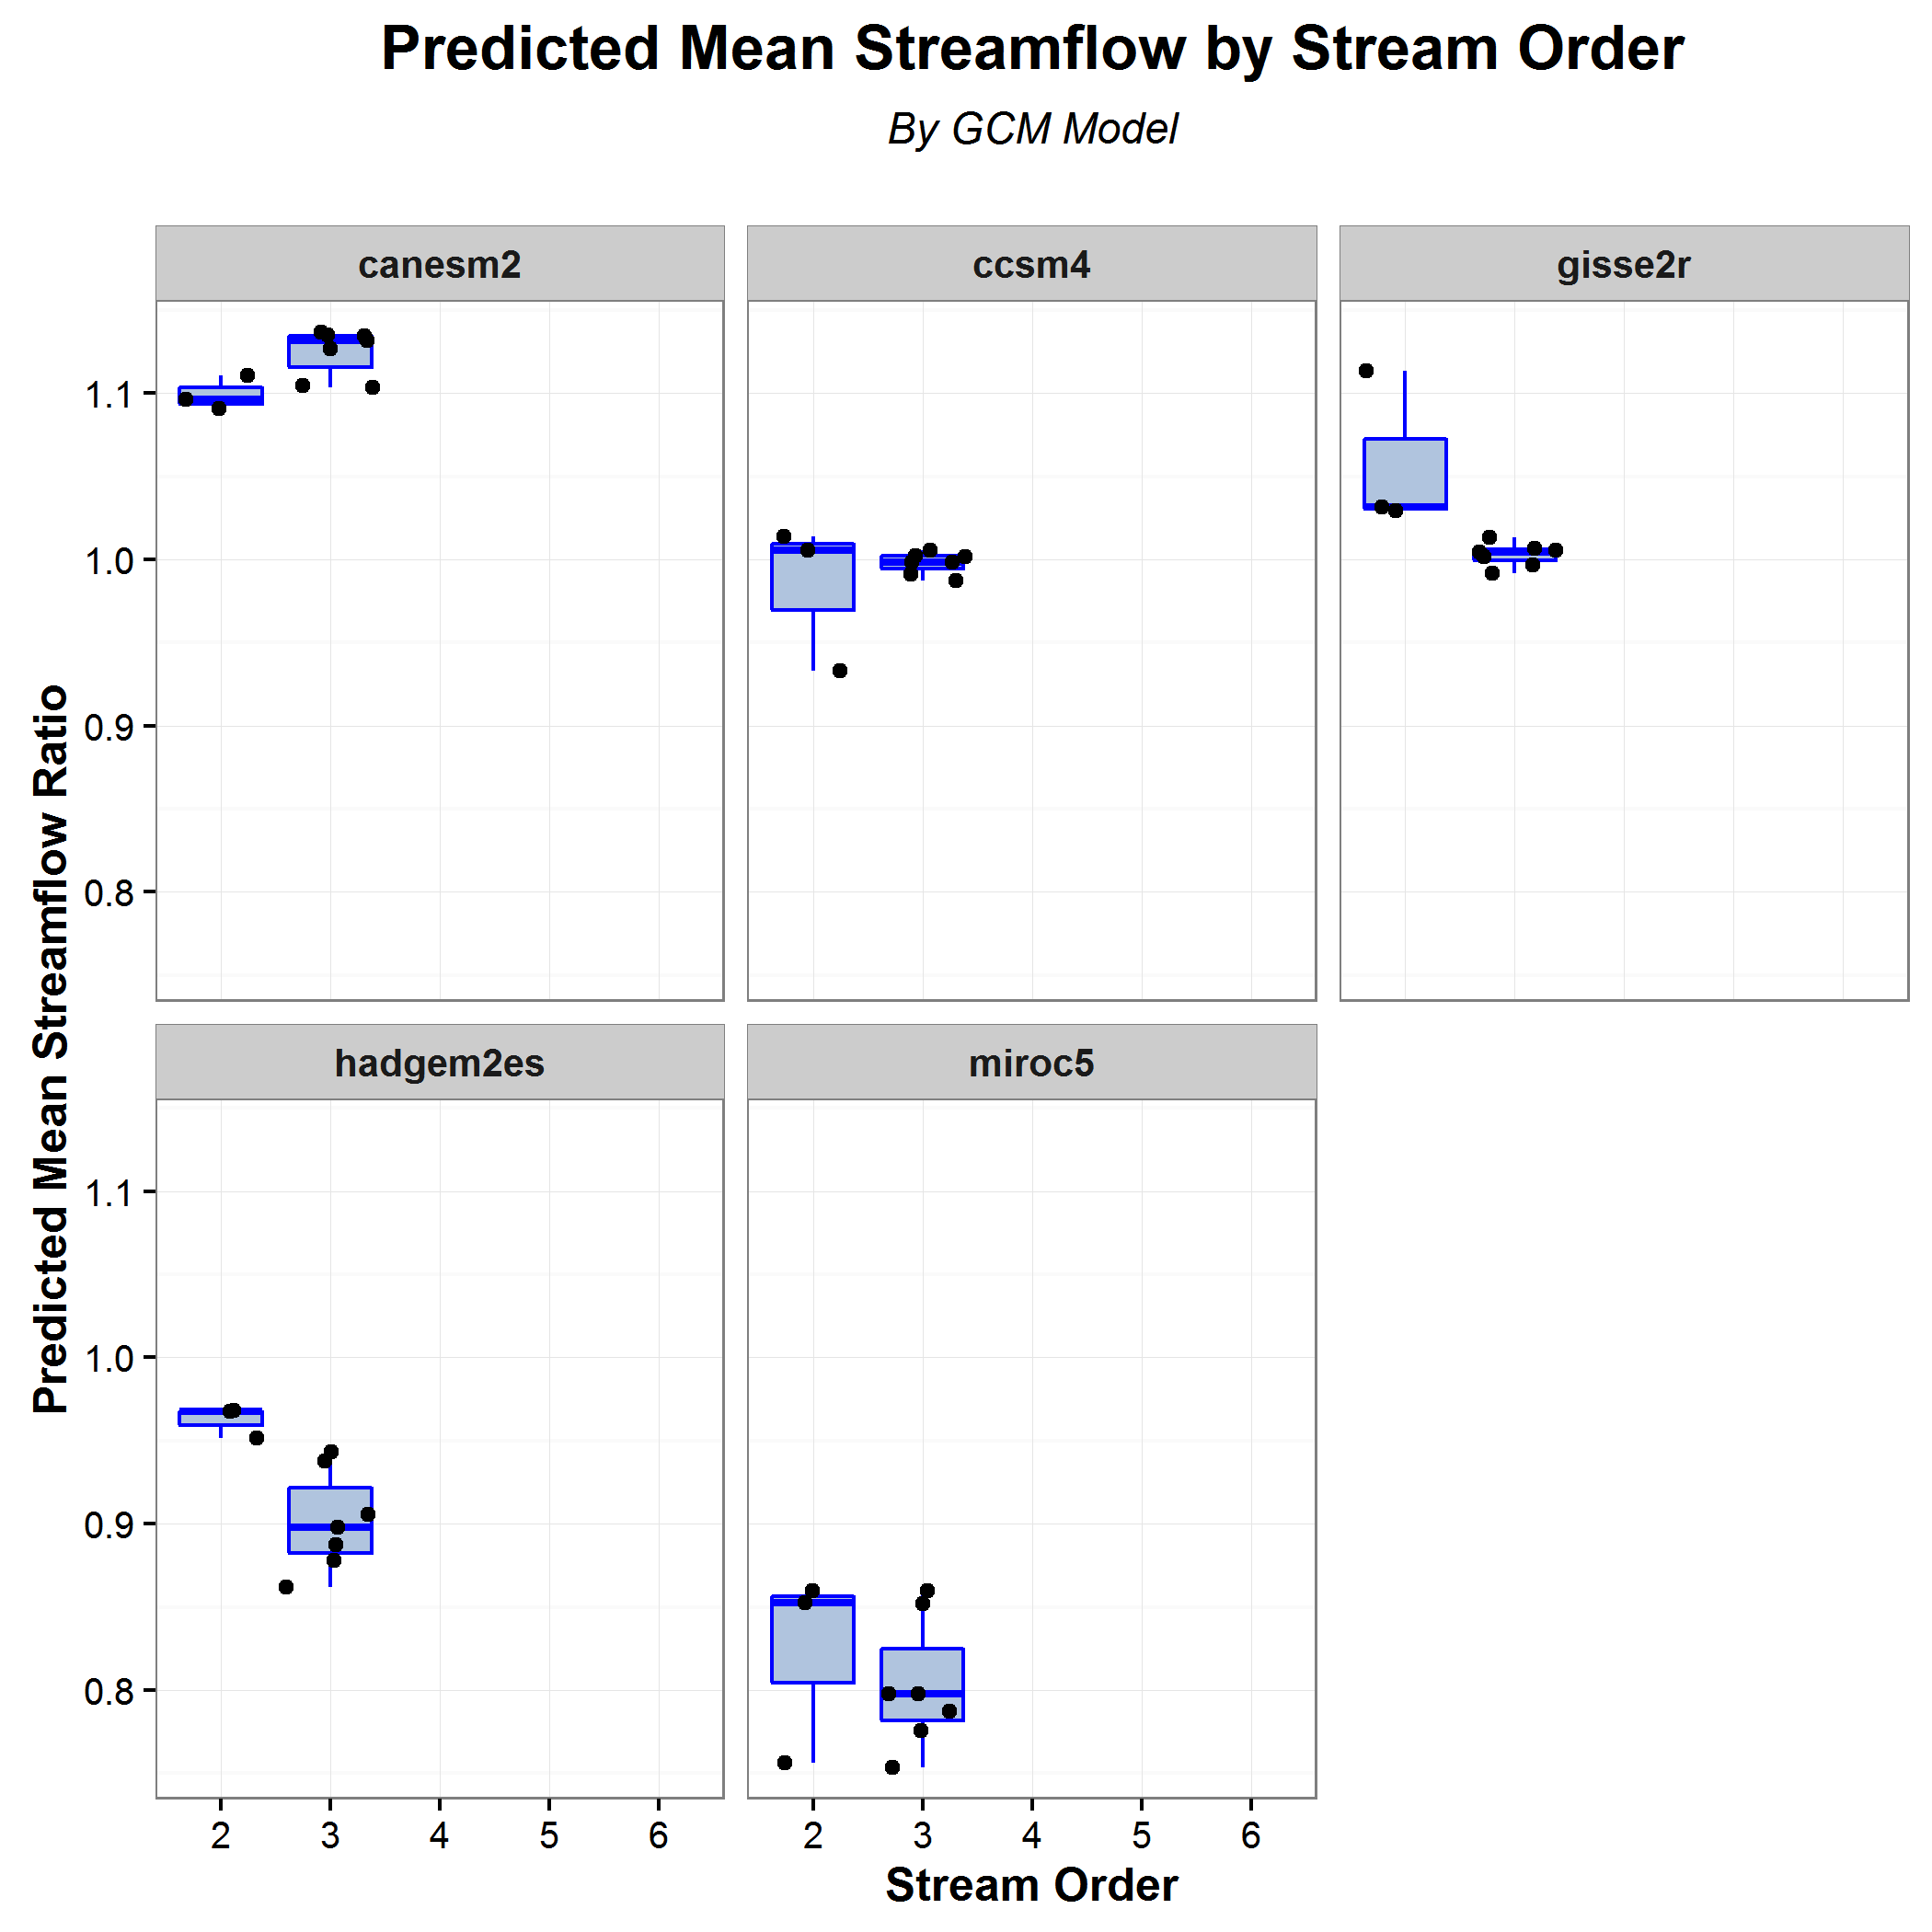 Predicted Mean Streamflow by Stream Order
By GCM Model
canesm2
ccsm4
gisse2r
1.1
1.0
0.9
0.8
Predicted Mean Streamflow Ratio
hadgem2es
miroc5
1.1
1.0
0.9
0.8
2 3 4 5 6
2 3 4 5 6
Stream Order